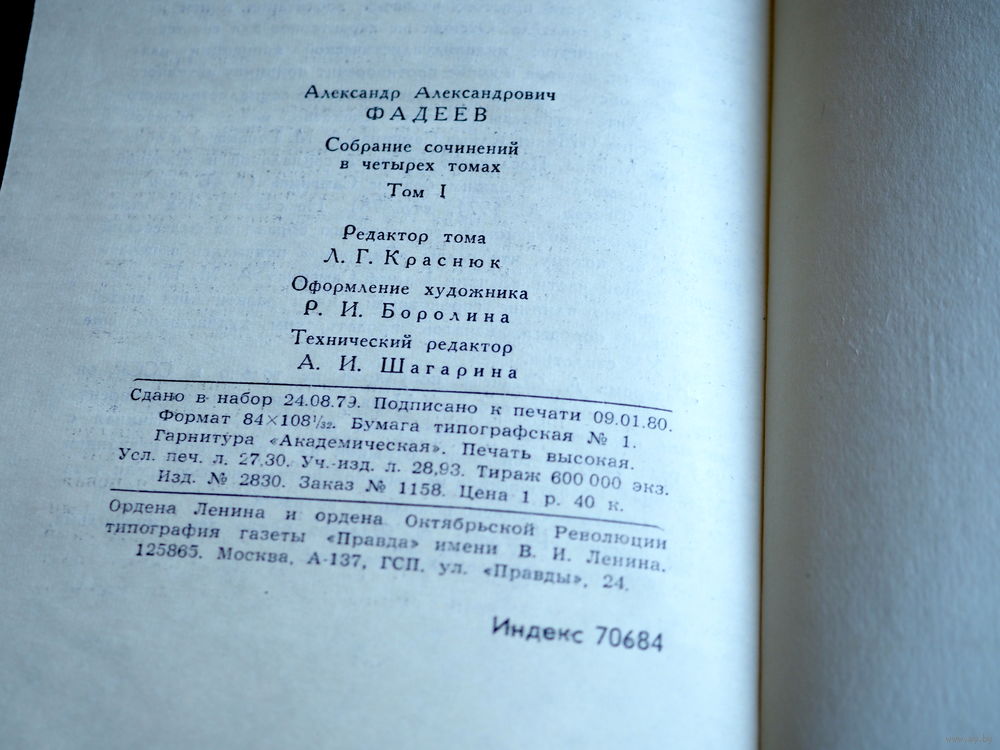 Александр Александрович
ФАДЕЕВ
Собрание сочинений
в четырех томах
Том I
Редактор тома
Л. Г. Краснюк
Оформление художника
Р. И. Боролина
Технический редактор
А. И. Шагарина
Сдано в набор 24.08.79. Подписано к печати 09.01.80.
Формат 84×108¹/₃₂. Бумага типографская № 1.
Гарнитура «Академическая». Печать высокая.
Усл. печ. л. 27,30. Уч.-изд. л. 28,93. Тираж 600 000 экз.
Изд. № 2830. Заказ № 1158. Цена 1 р. 40 к.
Ордена Ленина и ордена Октябрьской Революции
типография газеты «Правда» имени В. И. Ленина.
125865. Москва, А-137, ГСП, ул. «Правды», 24.
Индекс 70684